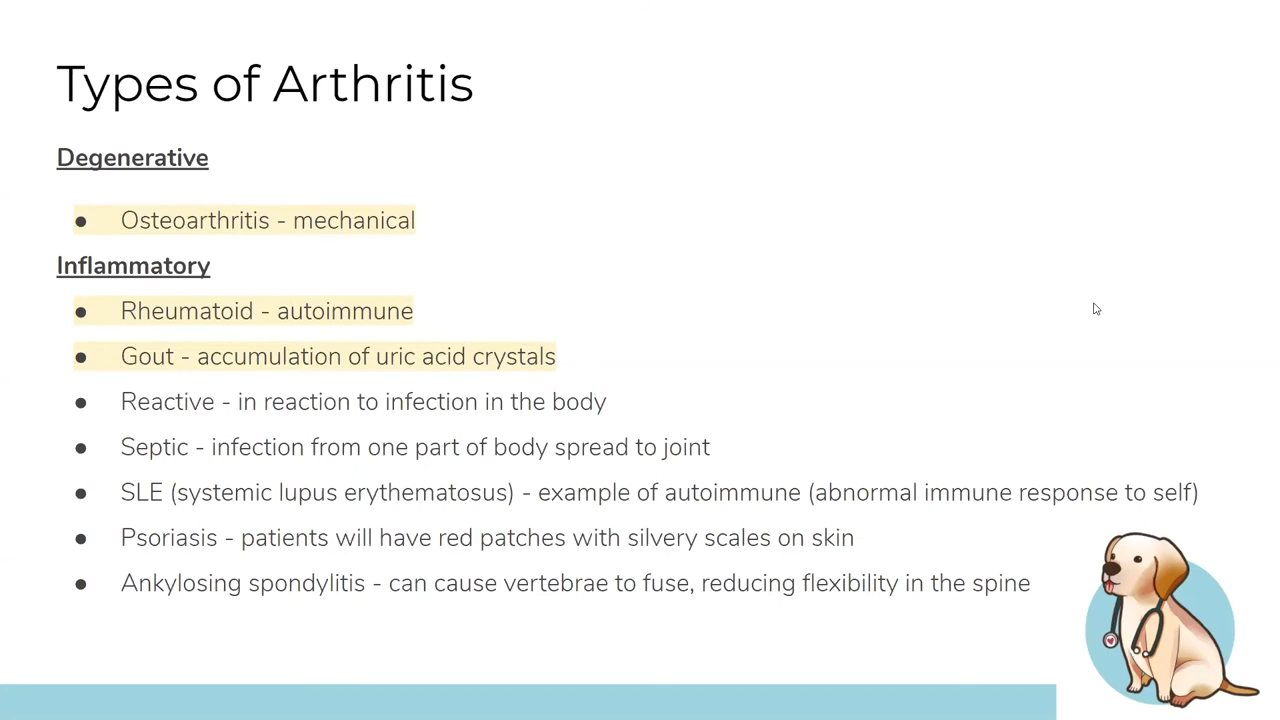 Types of Arthritis
Degenerative
● Osteoarthritis - mechanical
Inflammatory
● Rheumatoid - autoimmune
● Gout - accumulation of uric acid crystals
● Reactive - in reaction to infection in the body
● Septic - infection from one part of body spread to joint
● SLE (systemic lupus erythematosus) - example of autoimmune (abnormal immune response to self)
● Psoriasis - patients will have red patches with silvery scales on skin
● Ankylosing spondylitis - can cause vertebrae to fuse, reducing flexibility in the spine